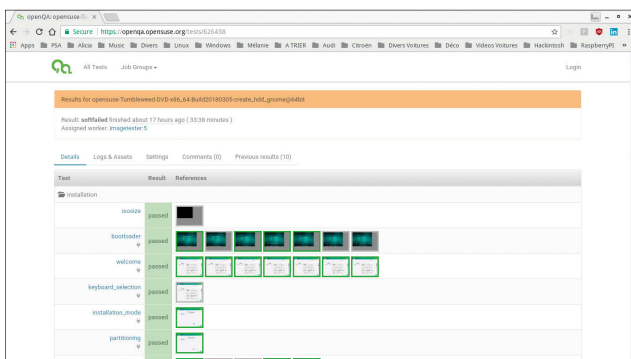 openQA: opensuse-Tu
Secure | https://openqa.opensuse.org/tests/626438
Apps PSA Alicia Music Divers Linux Windows Mélanie A TRIER Audi Citroën Divers Voitures Déco Videos Voitures Hackintosh RaspberryPI »
All Tests Job Groups Login
Results for opensuse-Tumbleweed-DVD-x86_64-Build20180305-create_hdd_gnome@64bit
Result: softfailed finished about 17 hours ago ( 33:38 minutes )
Assigned worker: imagetester:5
Details Logs & Assets Settings Comments (0) Previous results (10)
Test Result References
installation
isosize passed
bootloader passed
welcome passed
keyboard_selection passed
installation_mode passed
partitioning passed